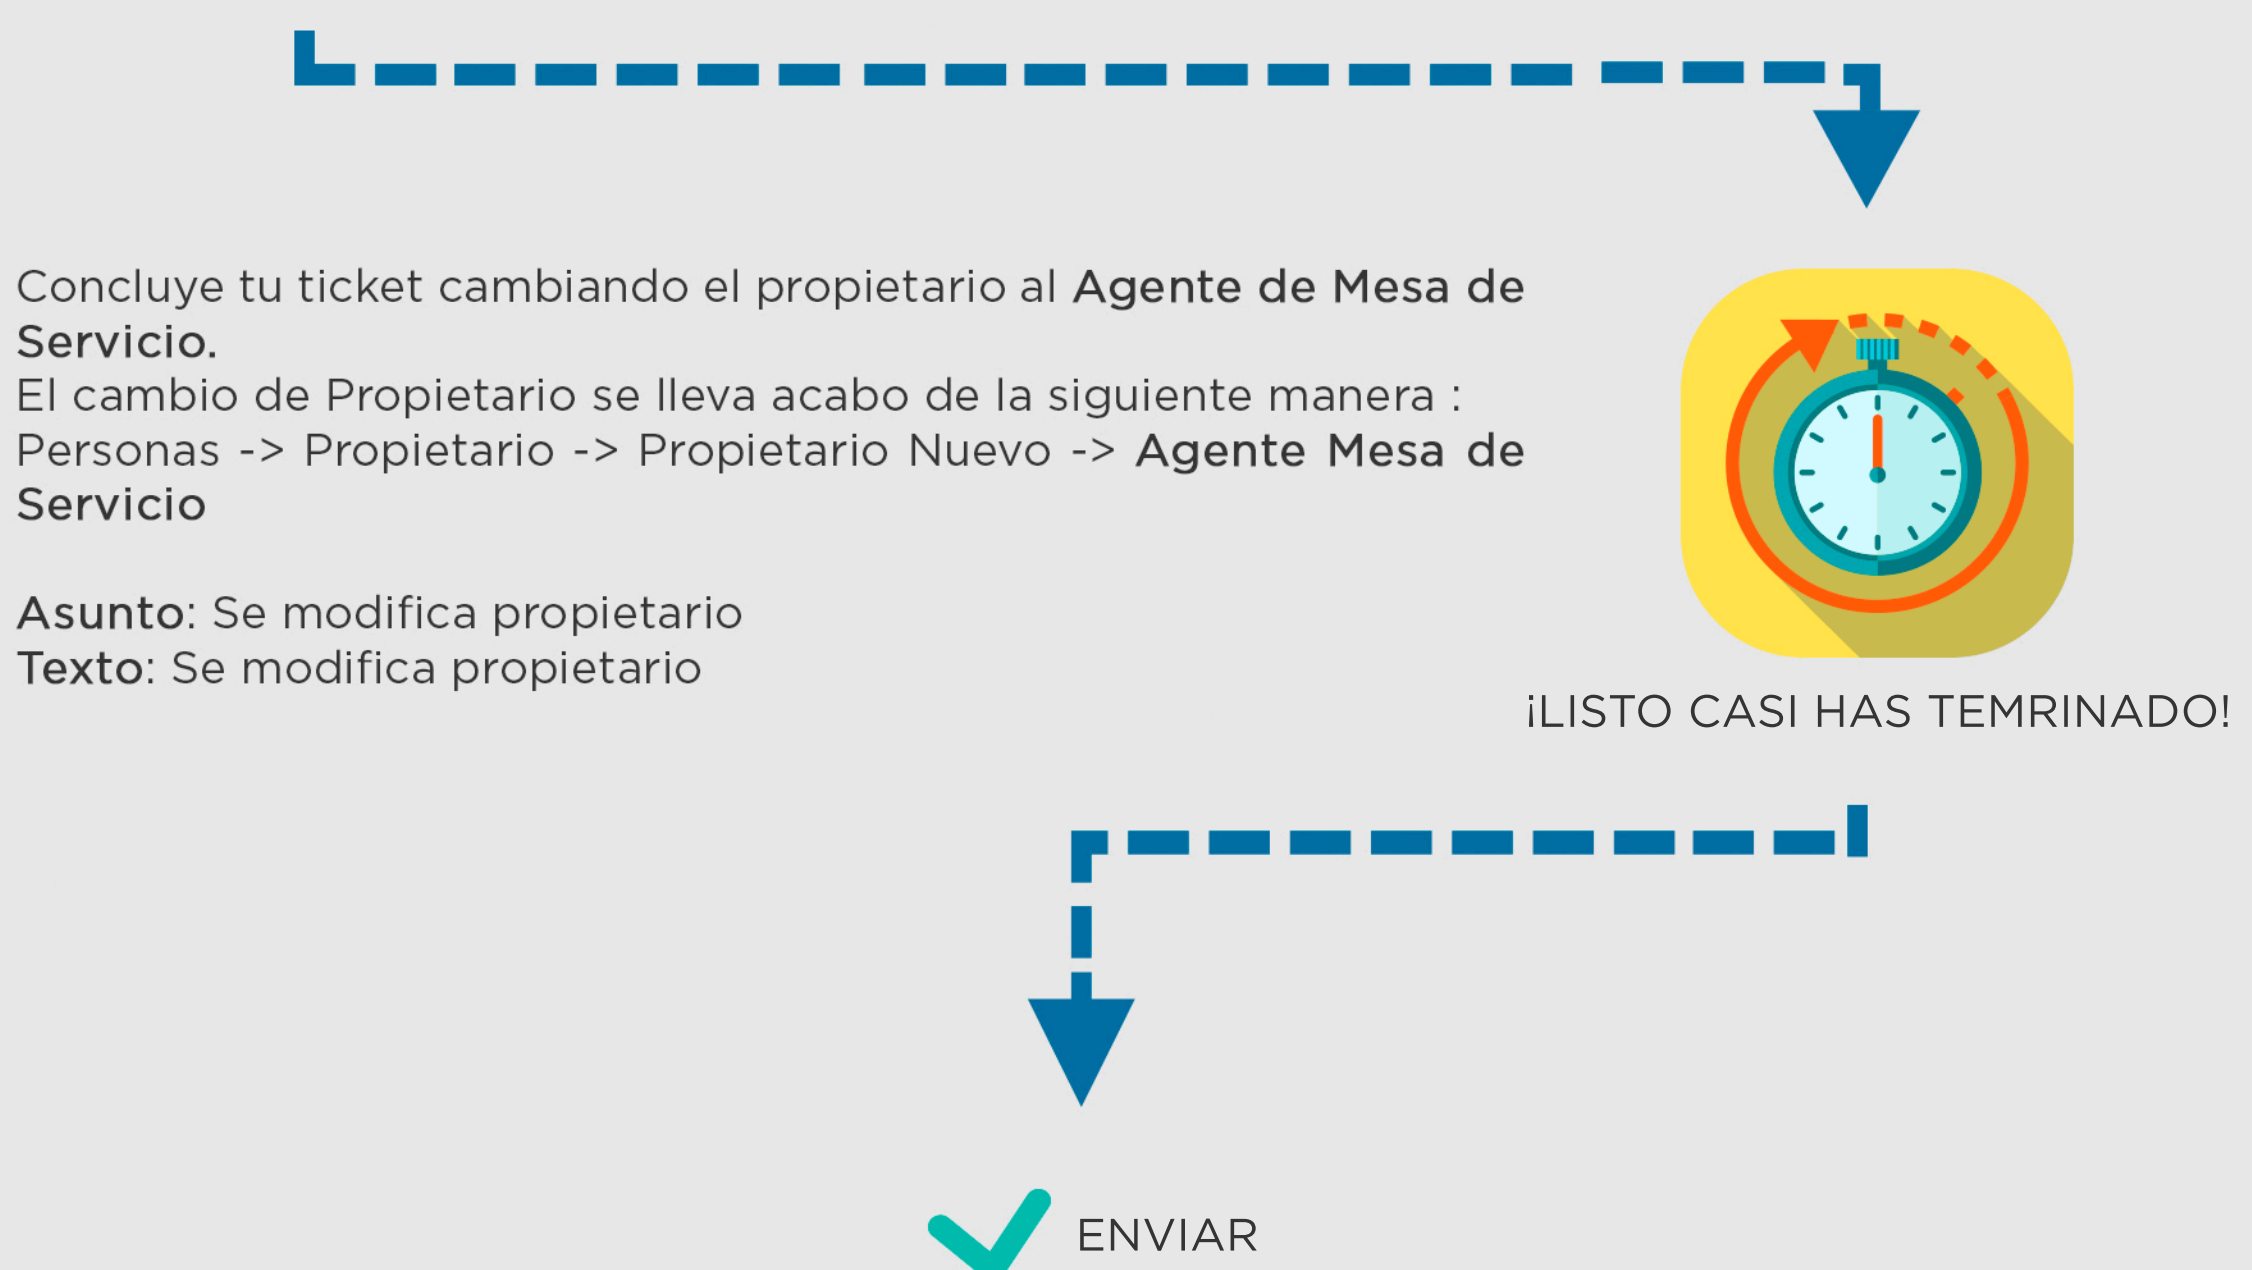 Concluye tu ticket cambiando el propietario al Agente de Mesa de
Servicio.
El cambio de Propietario se lleva acabo de la siguiente manera :
Personas -> Propietario -> Propietario Nuevo -> Agente Mesa de
Servicio
Asunto: Se modifica propietario
Texto: Se modifica propietario
¡LISTO CASI HAS TEMRINADO!
ENVIAR